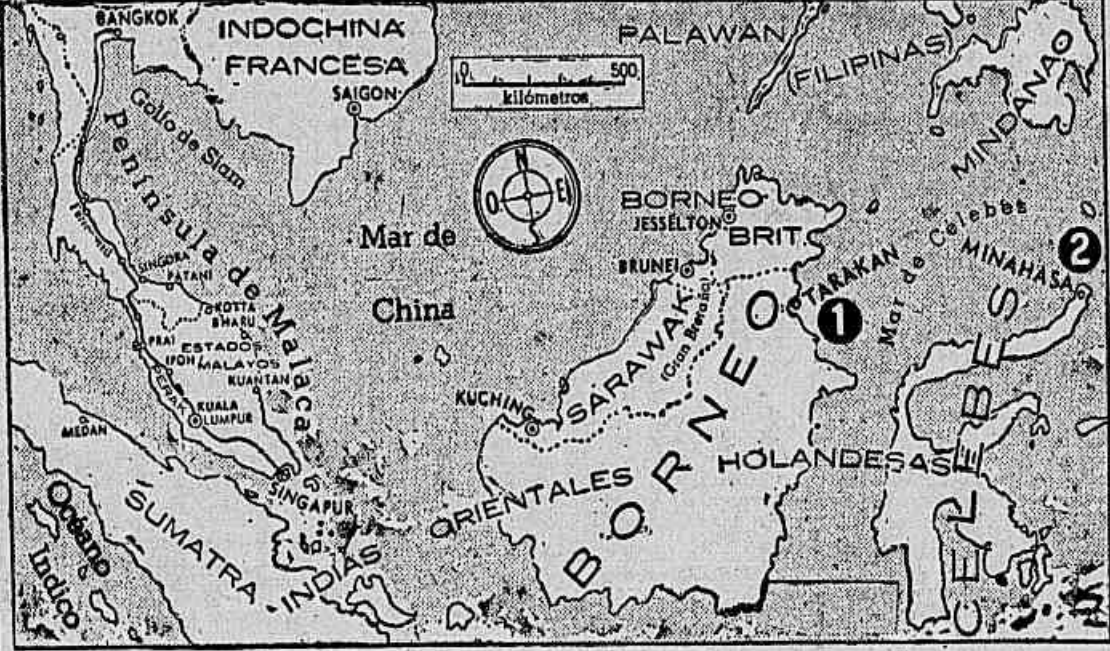 BANGKOK
INDOCHINA
FRANCESA
SAIGON
Golfo de Siam
Península de Malaca
SINGORA
PATANI
KOTTA
BHARU
PRAI
ESTADOS
MALAYOS
IPOH
PERAK
KUANTAN
KUALA
LUMPUR
MEDAN
SINGAPUR
Océano
Indico
SUMATRA
INDIAS
ORIENTALES
HOLANDESAS
0 500
kilómetros
N
O E
S
Mar de
China
PALAWAN
(FILIPINAS)
MINDANAO
BORNEO
JESSELTON
BRIT.
BRUNEI
SARAWAK
(Gran Bretaña)
KUCHING
BORNEO
TARAKAN
1
Mar de Célebes
MINAHASA
2
CELEBES